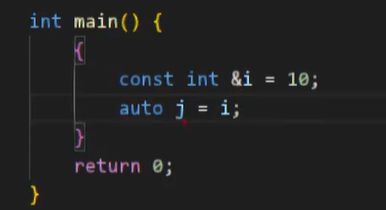 int main() {
{
const int &i = 10;
auto j = i;
}
return 0;
}